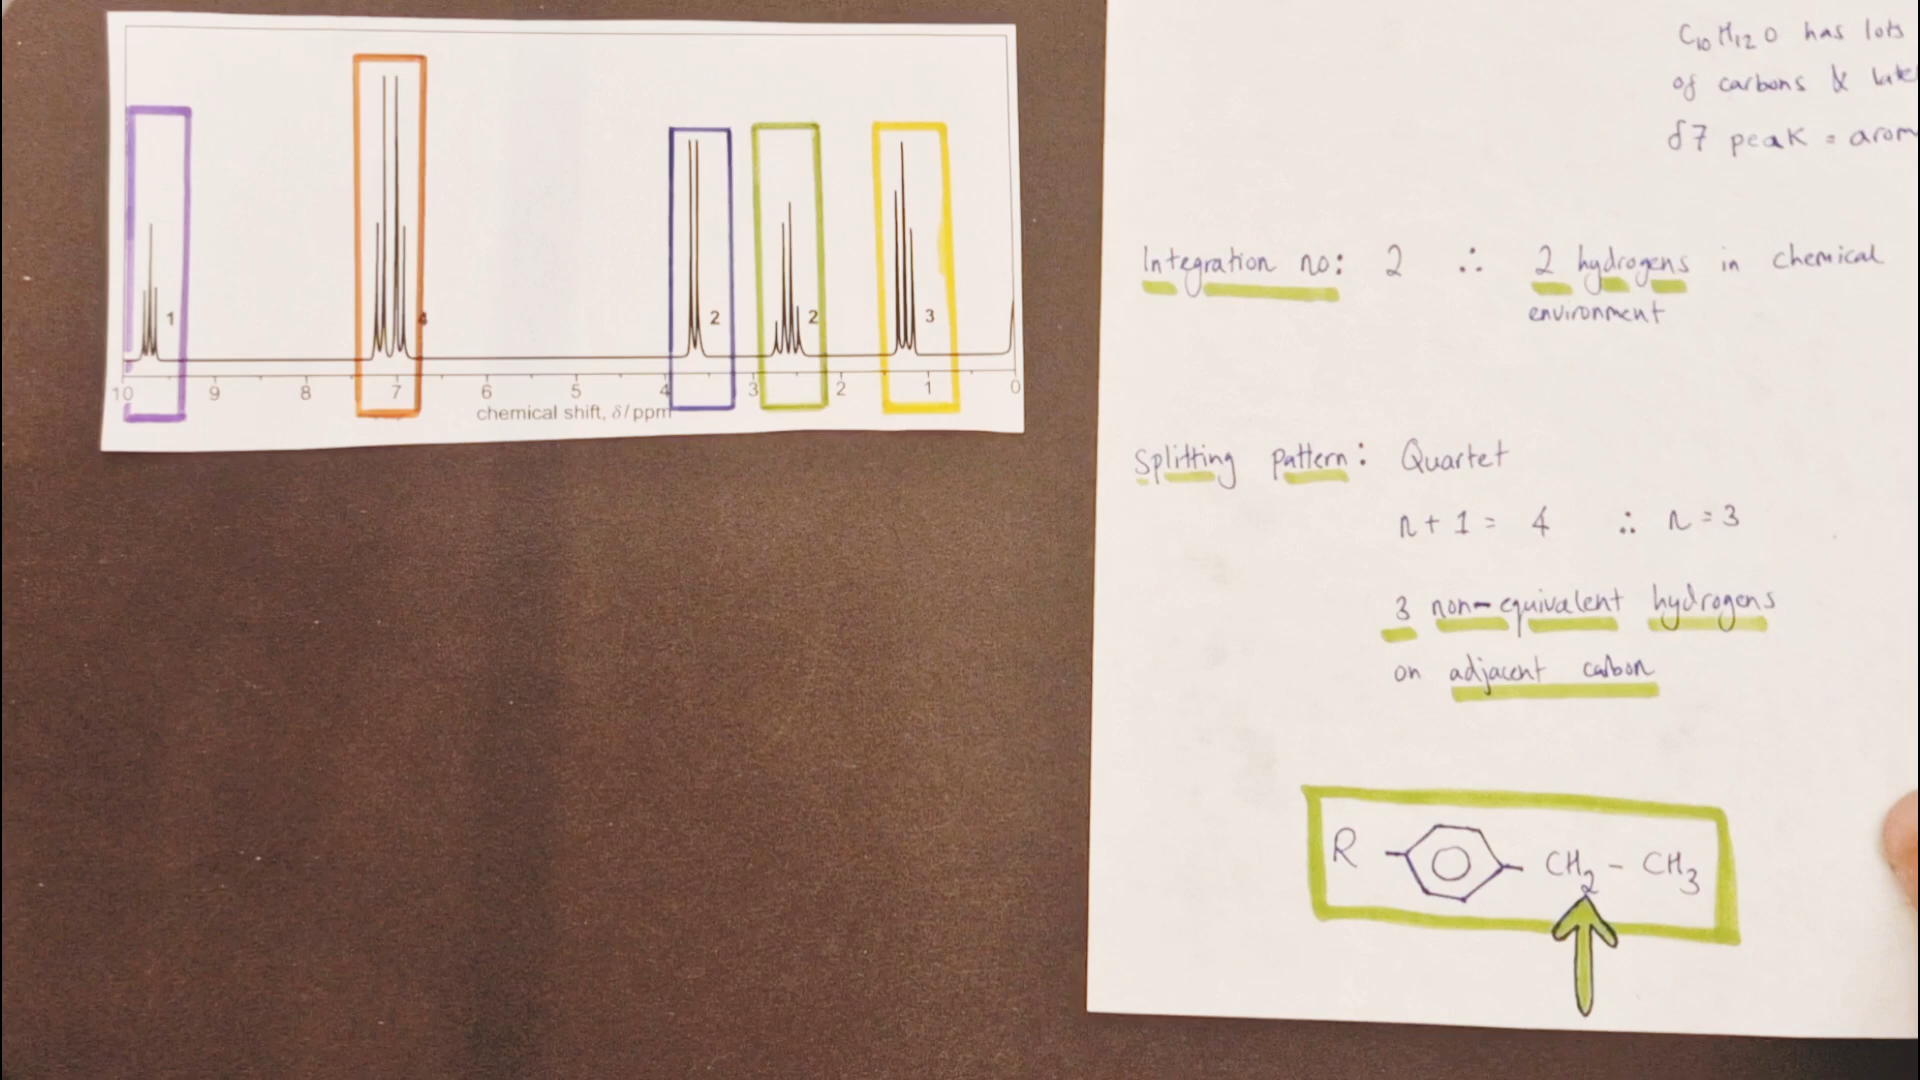 1
4
2
2
3
10 9 8 7 6 5 4 3 2 1 0
chemical shift, δ/ppm
C10H12O has lots
of carbons &
δ7 peak =
Integration no: 2 ∴ 2 hydrogens in chemical
environment
Splitting pattern: Quartet
n + 1 = 4 ∴ n = 3
3 non-equivalent hydrogens
on adjacent carbon
R CH2 - CH3